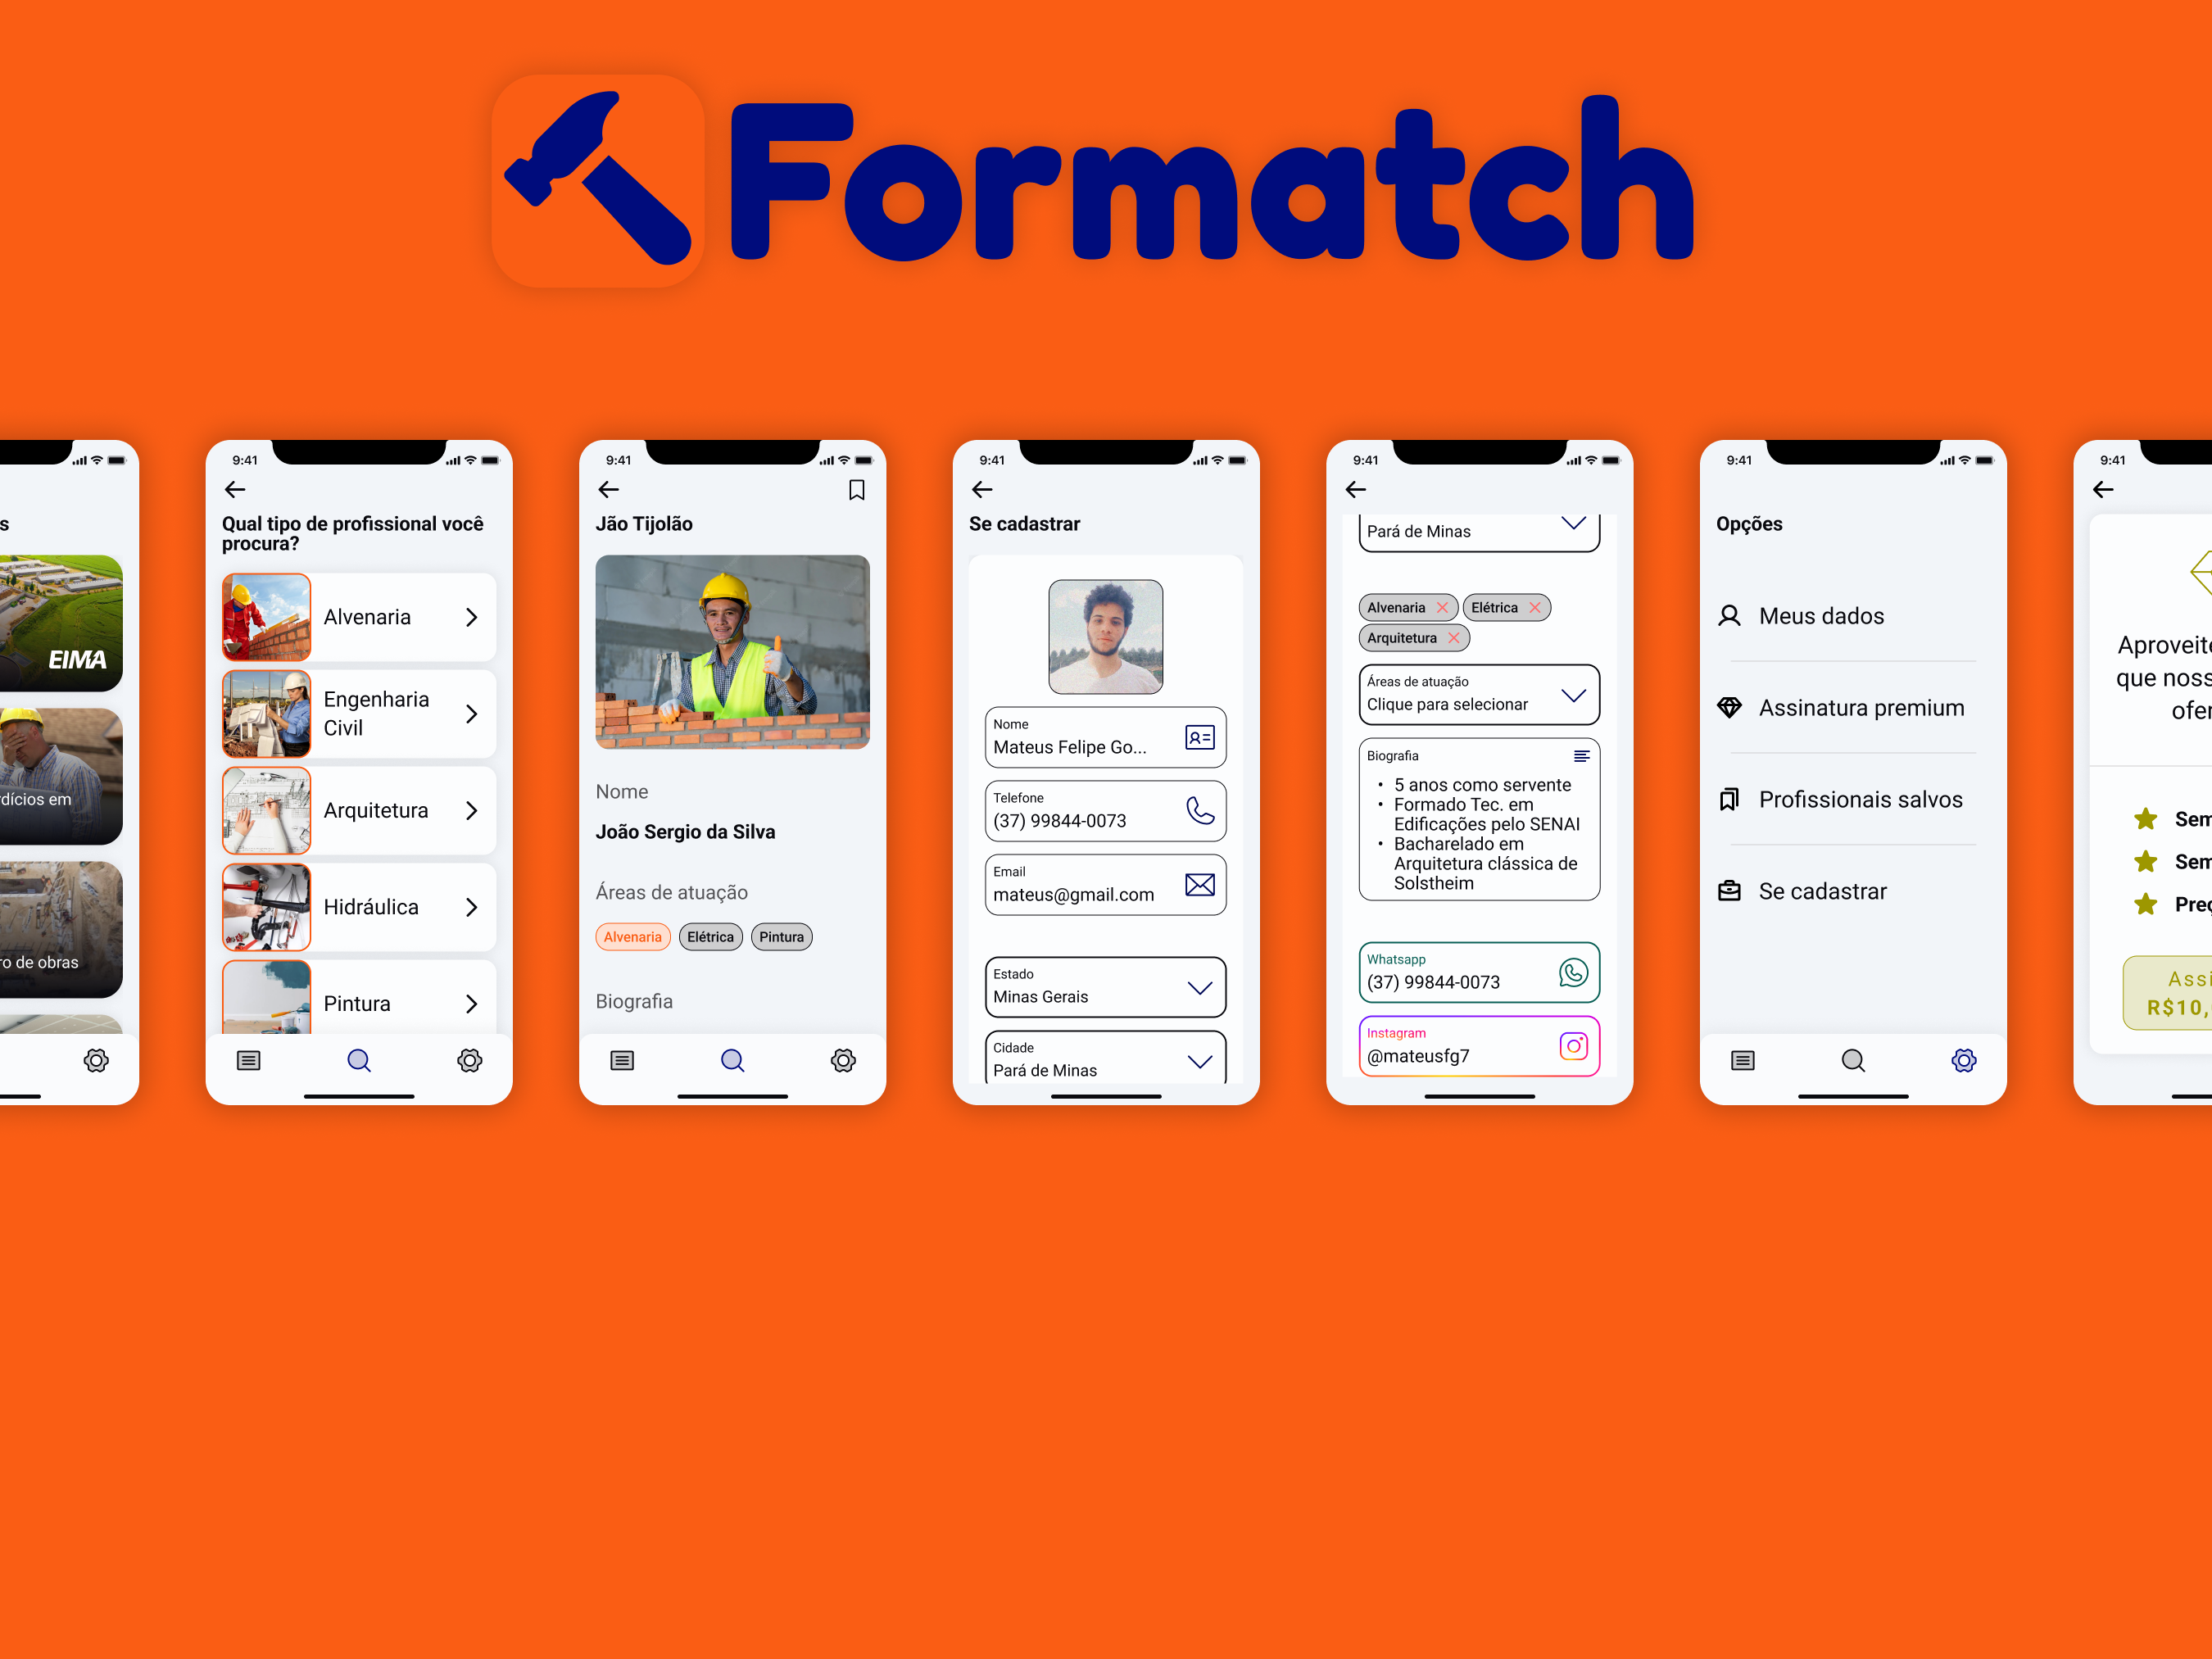 Formatch
s
EIMA
dícios em
ro de obras
9:41
Qual tipo de profissional você
procura?
Alvenaria
Engenharia
Civil
Arquitetura
Hidráulica
Pintura
9:41
Jão Tijolão
Nome
João Sergio da Silva
Áreas de atuação
Alvenaria Elétrica Pintura
Biografia
9:41
Se cadastrar
Nome
Mateus Felipe Go...
Telefone
(37) 99844-0073
Email
mateus@gmail.com
Estado
Minas Gerais
Cidade
Pará de Minas
9:41
Pará de Minas
Alvenaria Elétrica
Arquitetura
Áreas de atuação
Clique para selecionar
Biografia
• 5 anos como servente
• Formado Tec. em
Edificações pelo SENAI
• Bacharelado em
Arquitetura clássica de
Solstheim
Whatsapp
(37) 99844-0073
Instagram
@mateusfg7
9:41
Opções
Meus dados
Assinatura premium
Profissionais salvos
Se cadastrar
9:41
Aproveite
que noss
ofer
Sem
Sem
Preç
Assi
R$10,